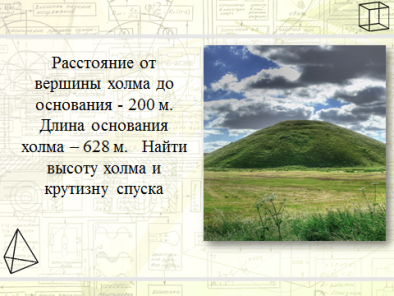 Расстояние от
вершины холма до
основания - 200 м.
Длина основания
холма – 628 м. Найти
высоту холма и
крутизну спуска